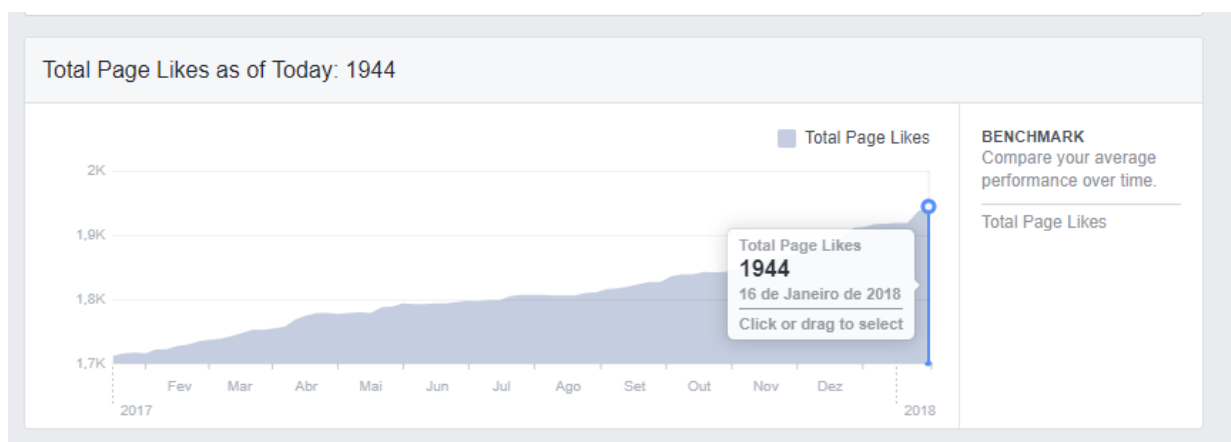 Total Page Likes as of Today: 1944
Total Page Likes
BENCHMARK
Compare your average
performance over time.
Total Page Likes
2K
1,9K
1,8K
1,7K
Total Page Likes
1944
16 de Janeiro de 2018
Click or drag to select
Fev Mar Abr Mai Jun Jul Ago Set Out Nov Dez
2017 2018